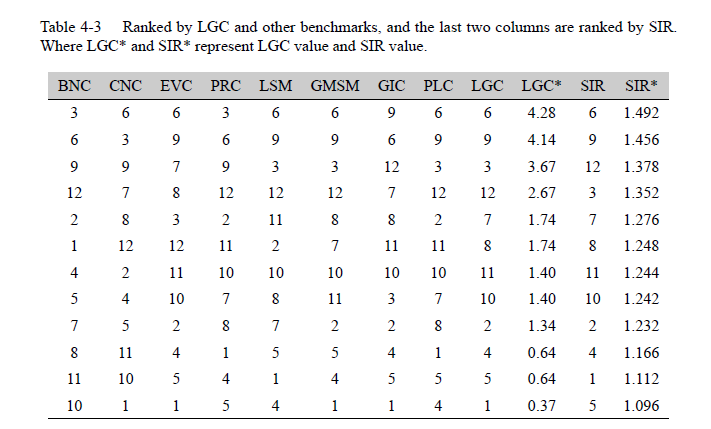 Table 4-3 Ranked by LGC and other benchmarks, and the last two columns are ranked by SIR.
Where LGC* and SIR* represent LGC value and SIR value.
BNC CNC EVC PRC LSM GMSM GIC PLC LGC LGC* SIR SIR*
3 6 6 3 6 6 9 6 6 4.28 6 1.492
6 3 9 6 9 9 6 9 9 4.14 9 1.456
9 9 7 9 3 3 12 3 3 3.67 12 1.378
12 7 8 12 12 12 7 12 12 2.67 3 1.352
2 8 3 2 11 8 8 2 7 1.74 7 1.276
1 12 12 11 2 7 11 11 8 1.74 8 1.248
4 2 11 10 10 10 10 10 11 1.40 11 1.244
5 4 10 7 8 11 3 7 10 1.40 10 1.242
7 5 2 8 7 2 2 8 2 1.34 2 1.232
8 11 4 1 5 5 4 1 4 0.64 4 1.166
11 10 5 4 1 4 5 5 5 0.64 1 1.112
10 1 1 5 4 1 1 4 1 0.37 5 1.096